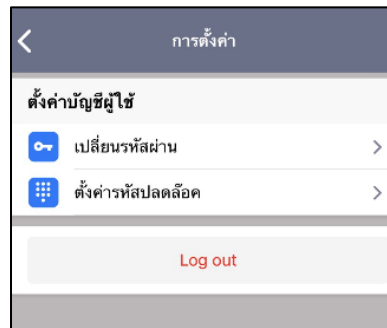 การตั้งค่า
ตั้งค่าบัญชีผู้ใช้
เปลี่ยนรหัสผ่าน
ตั้งค่ารหัสปลดล๊อค
Log out